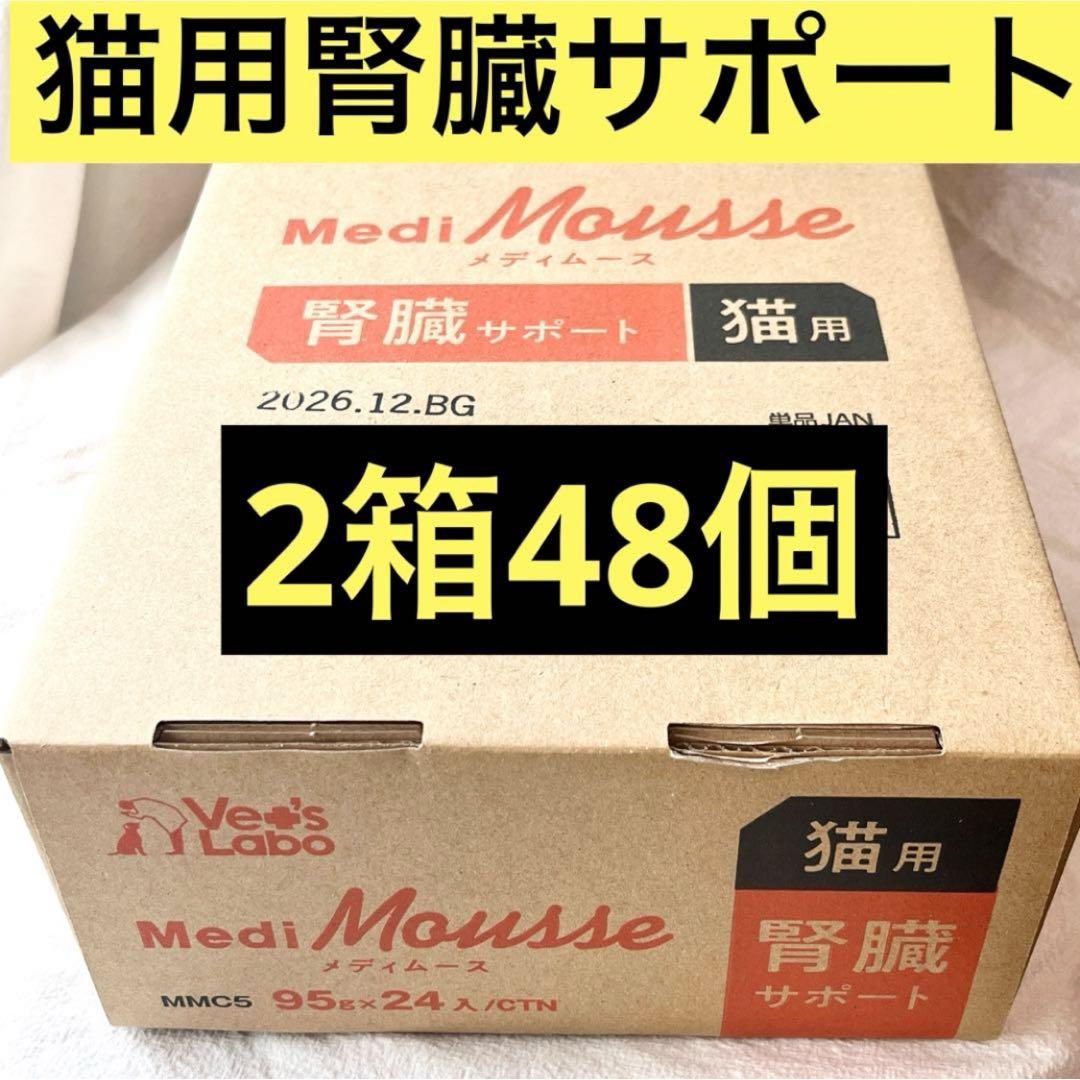 猫用腎臓サポート
Medi Mousse
メディムース
腎臓サポート 猫用
2026.12.BG
単品JAN
2箱48個
Vet's
Labo
猫用
Medi Mousse
メディムース
腎臓
サポート
MMC5 95g×24入/CTN